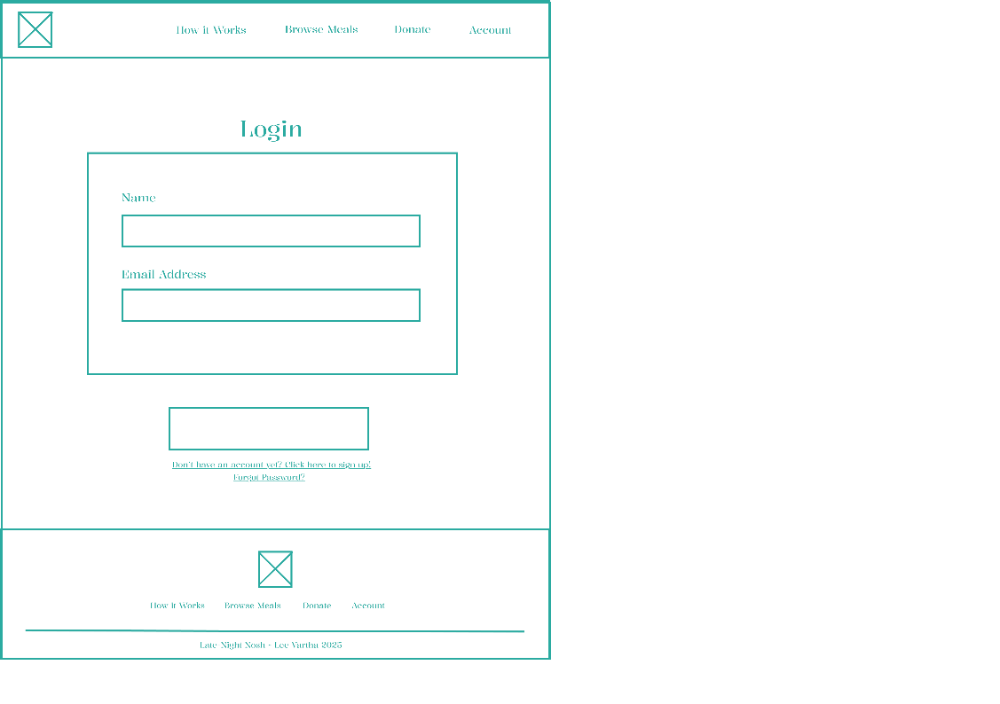 How it Works Browse Meals Donate Account
Login
Name
Email Address
Don't have an account yet? Click here to sign up!
Forgot Password?
How it Works Browse Meals Donate Account
Late-Night Nosh - Lee Vartha 2025